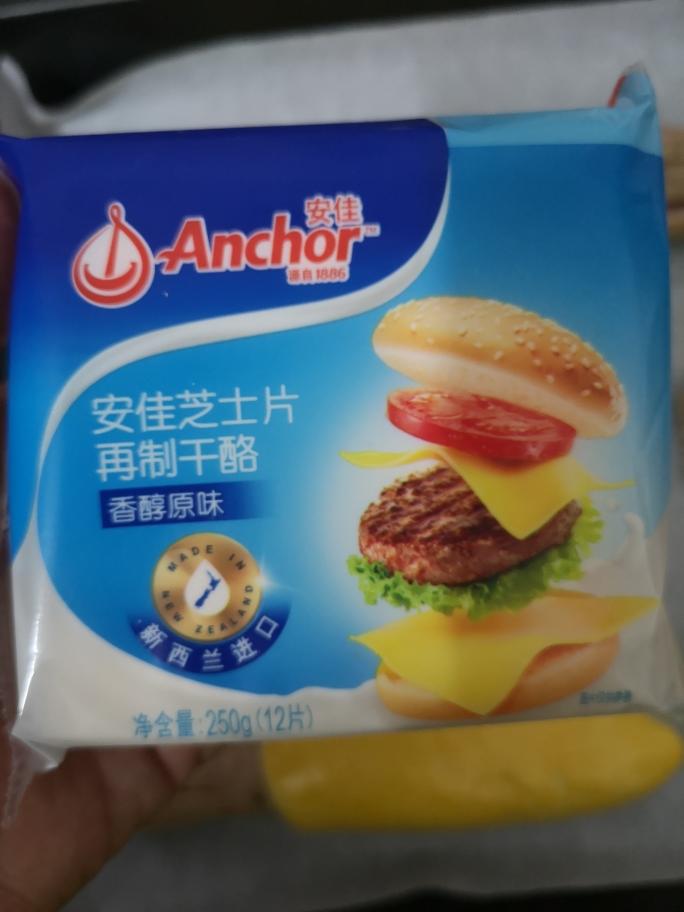 安佳
Anchor™
源自1886
安佳芝士片
再制干酪
香醇原味
MADE IN
NEW ZEALAND
新西兰进口
净含量:250g(12片)